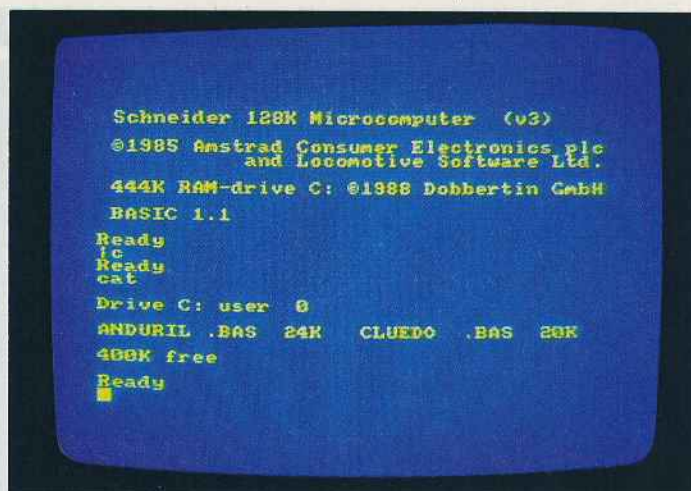 Schneider 128K Microcomputer (v3)
©1985 Amstrad Consumer Electronics plc
and Locomotive Software Ltd.
444K RAM-drive C: ©1988 Dobbertin GmbH
BASIC 1.1
Ready
|c
Ready
cat
Drive C: user 0
ANDURIL .BAS 24K CLUEDO .BAS 20K
400K free
Ready